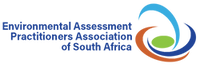 Environmental Assessment
Practitioners Association
of South Africa